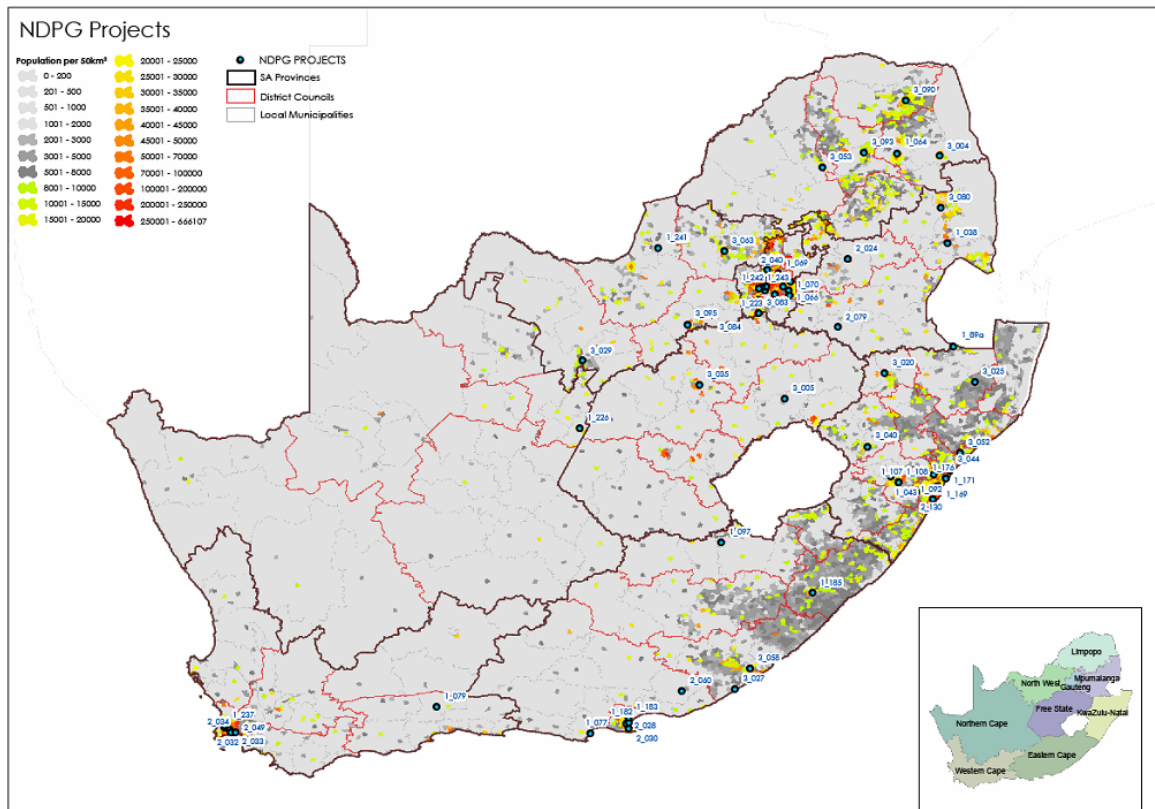 NDPG Projects
Population per 50km²
0 - 200
201 - 500
501 - 1000
1001 - 2000
2001 - 3000
3001 - 5000
5001 - 8000
8001 - 10000
10001 - 15000
15001 - 20000
20001 - 25000
25001 - 30000
30001 - 35000
35001 - 40000
40001 - 45000
45001 - 50000
50001 - 70000
70001 - 100000
100001 - 200000
200001 - 250000
250001 - 666107
NDPG PROJECTS
SA Provinces
District Councils
Local Municipalities
3_090
3_093
1_064
3_004
3_053
3_080
1_038
1_241
3_063
2_024
2_040
1_069
1_242
1_243
1_070
1_066
1_223
3_083
3_095
3_084
2_079
1_89a
3_029
3_020
3_025
3_035
3_005
1_226
3_040
3_052
3_044
1_107
1_108
1_176
1_171
1_043
1_092
1_169
2_130
1_097
1_185
3_058
2_060
3_027
1_079
1_183
1_182
1_077
2_028
2_030
1_237
2_034
2_049
2_032
2_033
Limpopo
North West
Mpumalanga
Gauteng
Free State
KwaZulu-Natal
Northern Cape
Eastern Cape
Western Cape